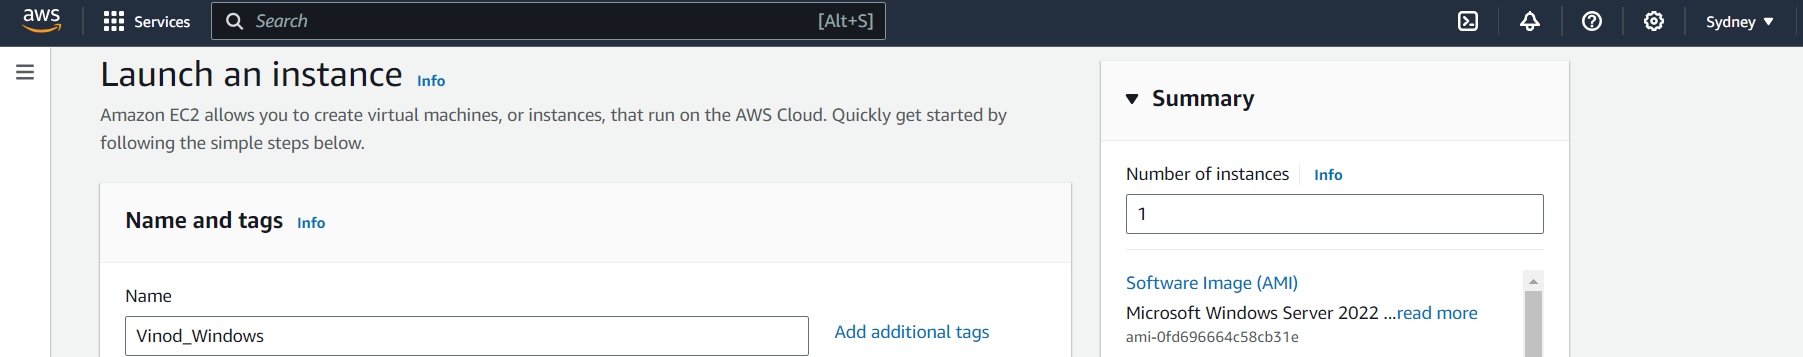 aws
Services
Search
[Alt+S]
Sydney
Launch an instance Info
Amazon EC2 allows you to create virtual machines, or instances, that run on the AWS Cloud. Quickly get started by
following the simple steps below.
Name and tags Info
Name
Vinod_Windows
Add additional tags
Summary
Number of instances Info
1
Software Image (AMI)
Microsoft Windows Server 2022 ...read more
ami-0fd696664c58cb31e